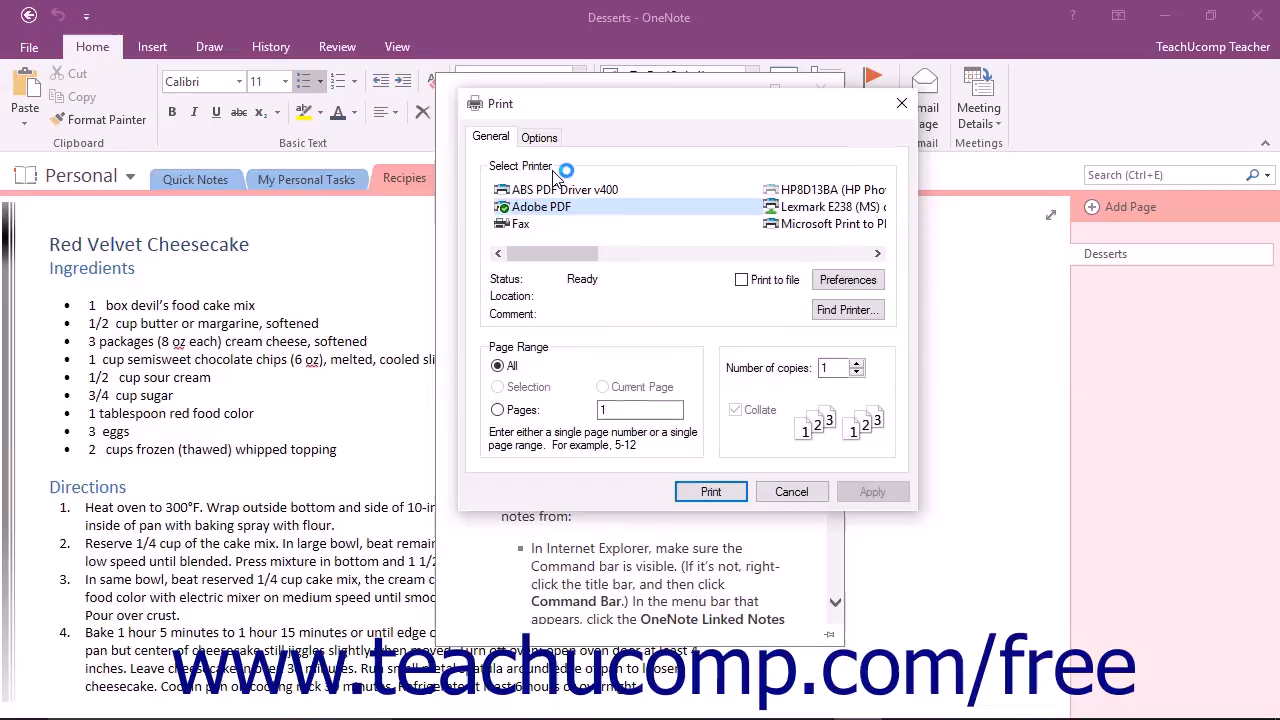 Desserts - OneNote
File
Home
Insert
Draw
History
Review
View
TeachUcomp Teacher
Paste
Cut
Copy
Format Painter
Clipboard
Calibri
11
B I U abc x
A
Basic Text
Meeting
Details
Meetings
Personal
Quick Notes
My Personal Tasks
Recipes
Search (Ctrl+E)
Add Page
Desserts
Red Velvet Cheesecake
Ingredients
1 box devil's food cake mix
1/2 cup butter or margarine, softened
3 packages (8 oz each) cream cheese, softened
1 cup semisweet chocolate chips (6 oz), melted, cooled
1/2 cup sour cream
3/4 cup sugar
1 tablespoon red food color
3 eggs
2 cups frozen (thawed) whipped topping
Directions
1. Heat oven to 300°F. Wrap outside bottom and side of
inside of pan with baking spray with flour.
2. Reserve 1/4 cup of the cake mix. In large bowl, beat
low speed until blended. Press mixture in bottom and 1
3. In same bowl, beat reserved 1/4 cup cake mix, the cream
food color with electric mixer on medium speed until
Pour over crust.
4. Bake 1 hour 5 minutes to 1 hour 15 minutes or until edge
Print
General
Options
Select Printer
ABS PDF Driver v400
Adobe PDF
Fax
HP8D13BA (HP Pho
Lexmark E238 (MS)
Microsoft Print to
Status: Ready
Location:
Comment:
Print to file
Preferences
Find Printer...
Page Range
All
Selection
Current Page
Pages:
1
Enter either a single page number or a single
page range. For example, 5-12
Number of copies:
1
Collate
1 2 3 1 2 3
Print
Cancel
Apply
notes from:
In Internet Explorer, make sure the
Command bar is visible. (If it's not, right-
click the title bar, and then click
Command Bar.) In the menu bar that
appears, click the OneNote Linked Notes
www.teachucomp.com/free